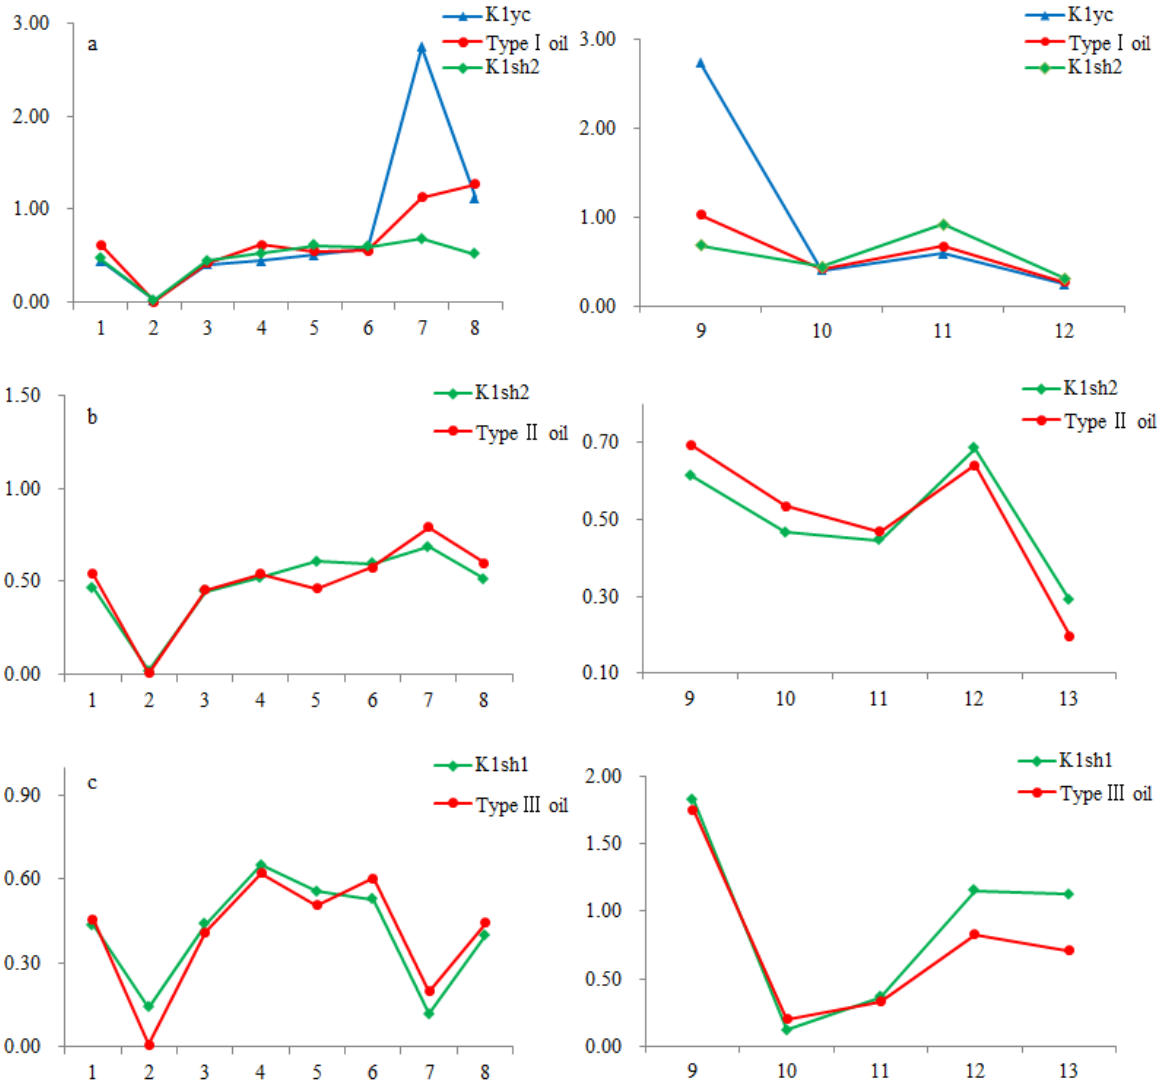 3.00
2.00
1.00
0.00
a
K1yc
Type Ⅰ oil
K1sh2
1 2 3 4 5 6 7 8
3.00
2.00
1.00
0.00
K1yc
Type Ⅰ oil
K1sh2
9 10 11 12
1.50
1.00
0.50
0.00
b
K1sh2
Type Ⅱ oil
1 2 3 4 5 6 7 8
0.70
0.50
0.30
0.10
K1sh2
Type Ⅱ oil
9 10 11 12 13
0.90
0.60
0.30
0.00
c
K1sh1
Type Ⅲ oil
1 2 3 4 5 6 7 8
2.00
1.50
1.00
0.50
0.00
K1sh1
Type Ⅲ oil
9 10 11 12 13